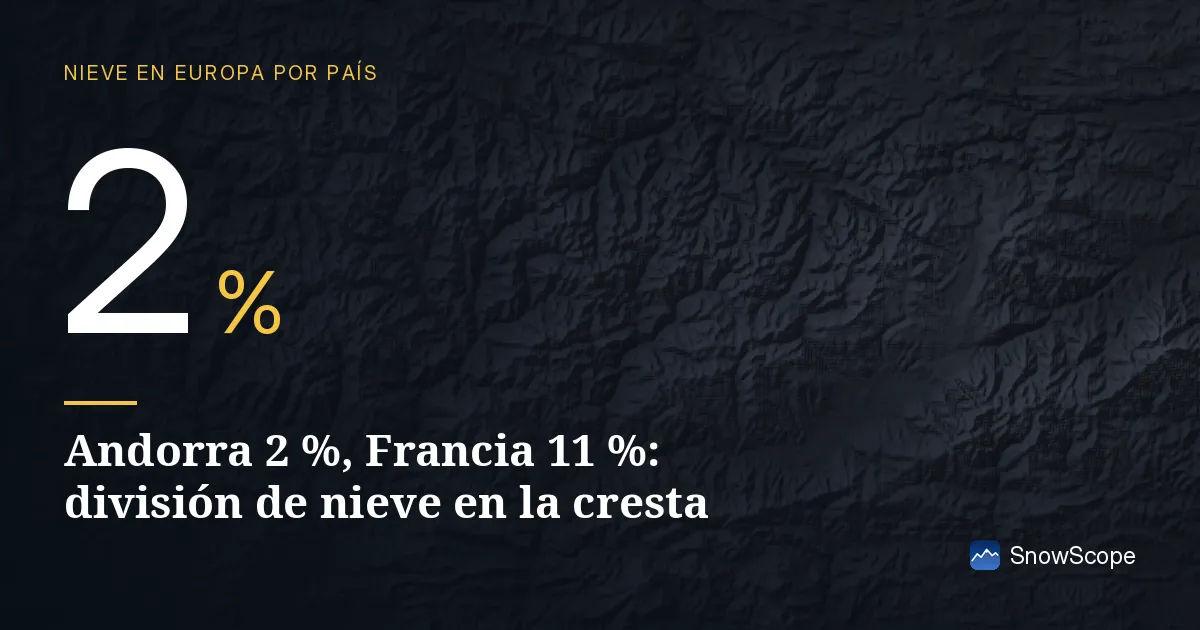 NIEVE EN EUROPA POR PAÍS
2 %
Andorra 2 %, Francia 11 %:
división de nieve en la cresta
SnowScope